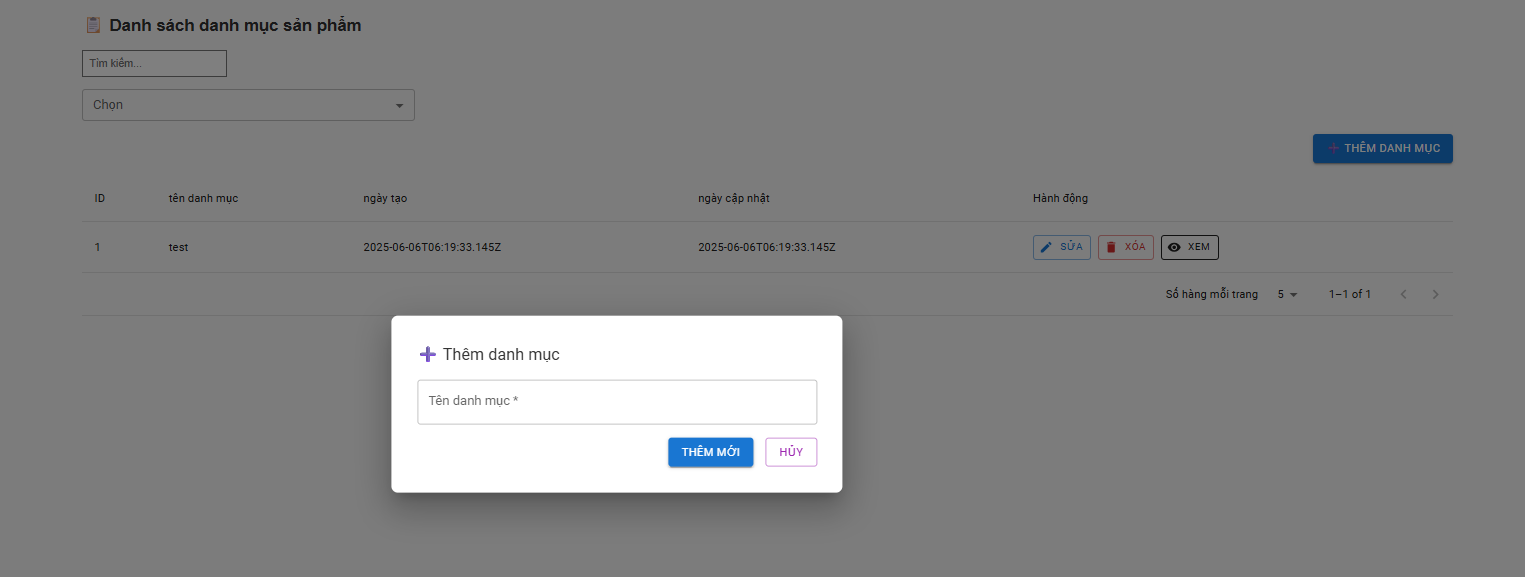 Danh sách danh mục sản phẩm
Tìm kiếm...
Chọn
THÊM DANH MỤC
ID tên danh mục ngày tạo ngày cập nhật Hành động
1 test 2025-06-06T06:19:33.145Z 2025-06-06T06:19:33.145Z SỬA XÓA XEM
Số hàng mỗi trang 5 1–1 of 1
Thêm danh mục
Tên danh mục *
THÊM MỚI HỦY